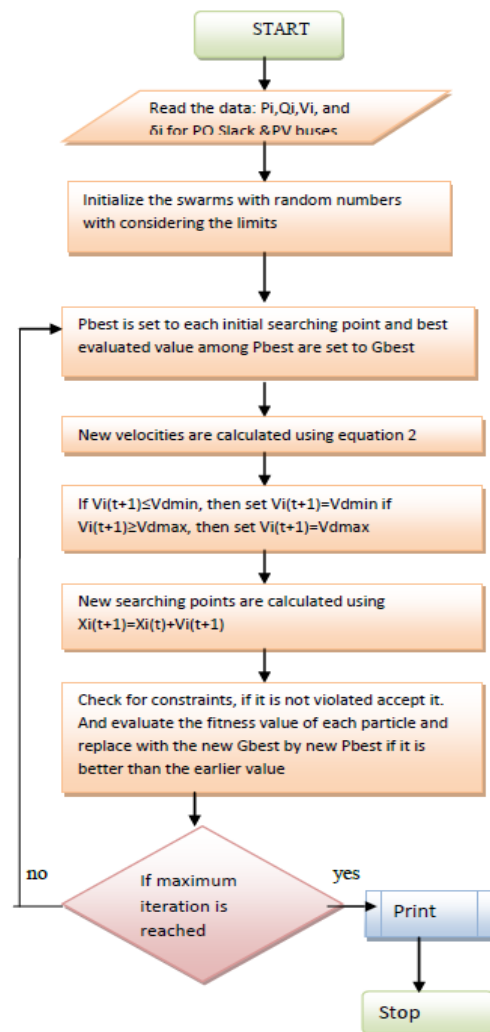 START
Read the data: Pi,Qi,Vi, and
δi for PQ Slack &PV buses
Initialize the swarms with random numbers
with considering the limits
Pbest is set to each initial searching point and best
evaluated value among Pbest are set to Gbest
New velocities are calculated using equation 2
If Vi(t+1)≤Vdmin, then set Vi(t+1)=Vdmin if
Vi(t+1)≥Vdmax, then set Vi(t+1)=Vdmax
New searching points are calculated using
Xi(t+1)=Xi(t)+Vi(t+1)
Check for constraints, if it is not violated accept it.
And evaluate the fitness value of each particle and
replace with the new Gbest by new Pbest if it is
better than the earlier value
no
If maximum
iteration is
reached
yes
Print
Stop